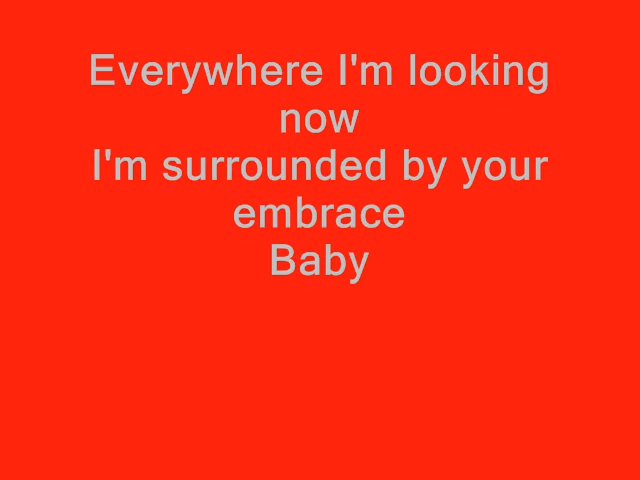 Everywhere I'm looking
now
I'm surrounded by your
embrace
Baby